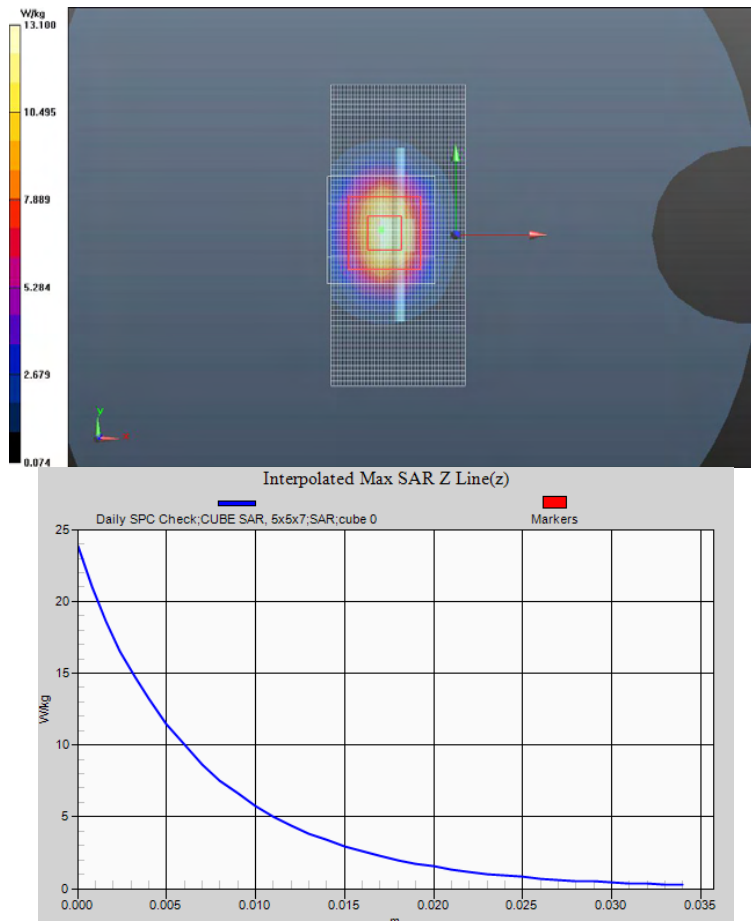 W/kg
13.100
10.495
7.889
5.284
2.679
0.074
y
x
Interpolated Max SAR Z Line(z)
Daily SPC Check;CUBE SAR, 5x5x7;SAR;cube 0
Markers
25
20
15
10
5
0
W/kg
0.000 0.005 0.010 0.015 0.020 0.025 0.030 0.035
m